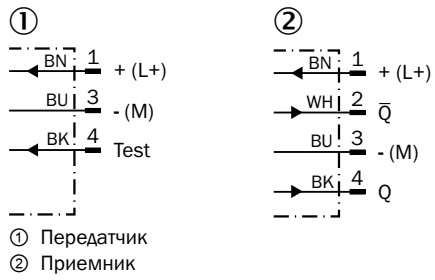 ①
BN 1 + (L+)
BU 3 - (M)
BK 4 Test
②
BN 1 + (L+)
WH 2 Q̅
BU 3 - (M)
BK 4 Q
① Передатчик
② Приемник